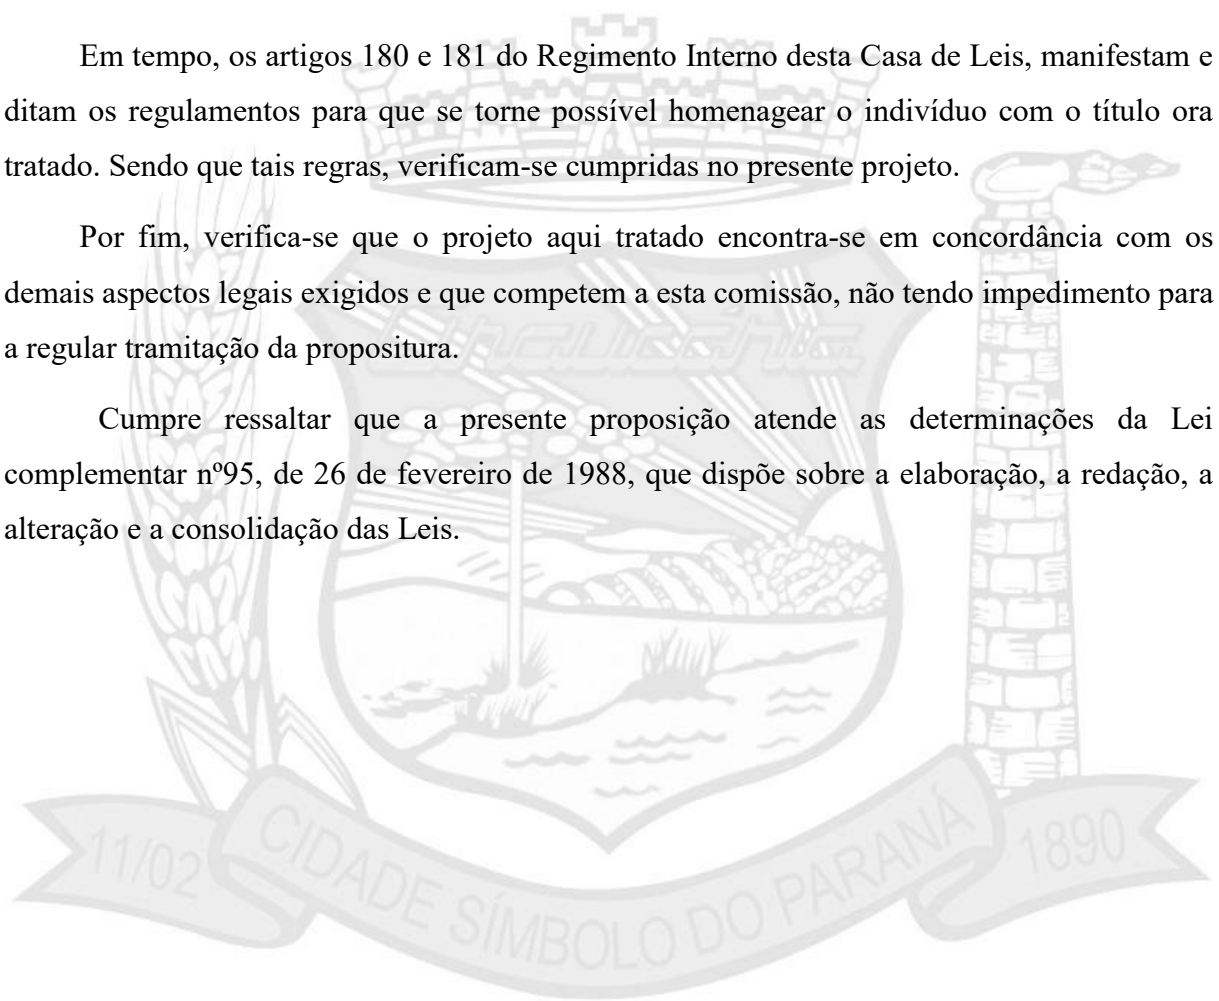 Em tempo, os artigos 180 e 181 do Regimento Interno desta Casa de Leis, manifestam e
ditam os regulamentos para que se torne possível homenagear o indivíduo com o título ora
tratado. Sendo que tais regras, verificam-se cumpridas no presente projeto.
Por fim, verifica-se que o projeto aqui tratado encontra-se em concordância com os
demais aspectos legais exigidos e que competem a esta comissão, não tendo impedimento para
a regular tramitação da propositura.
Cumpre ressaltar que a presente proposição atende as determinações da Lei
complementar nº95, de 26 de fevereiro de 1988, que dispõe sobre a elaboração, a redação, a
alteração e a consolidação das Leis.
araucária
11/02 CIDADE SÍMBOLO DO PARANÁ 1890